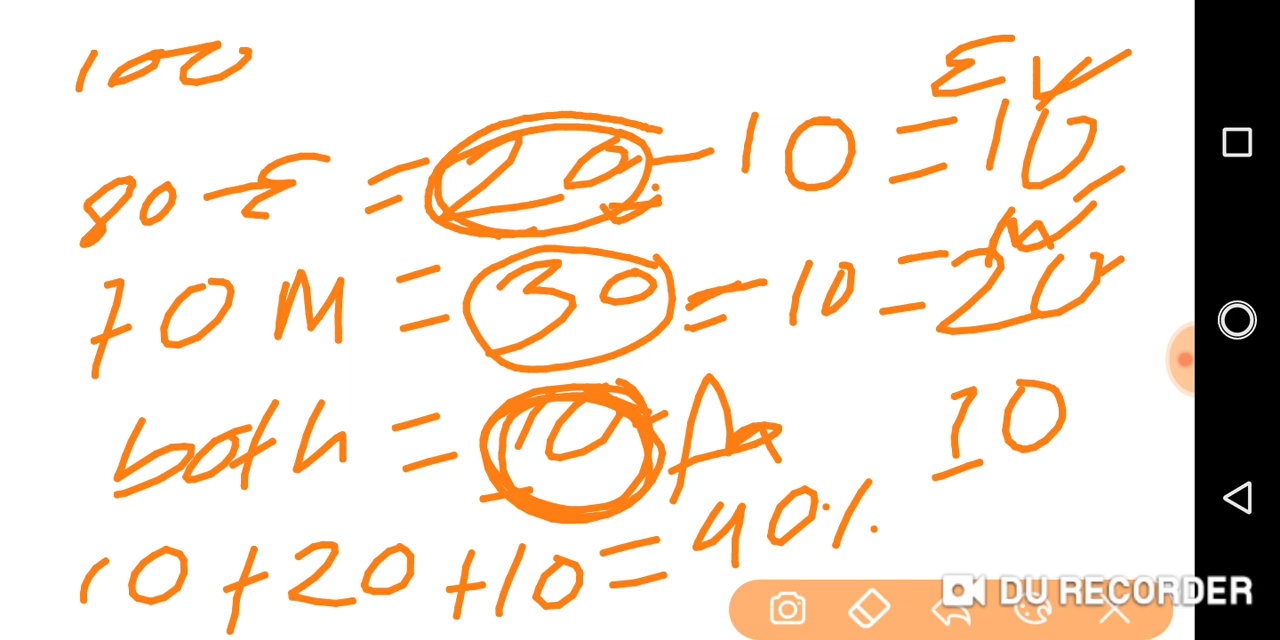 100
EV
80 - E = 20 - 10 = 10
M
70 M = 30 - 10 = 20
both = 10 10
10 + 20 + 10 = 40%.
DU RECORDER